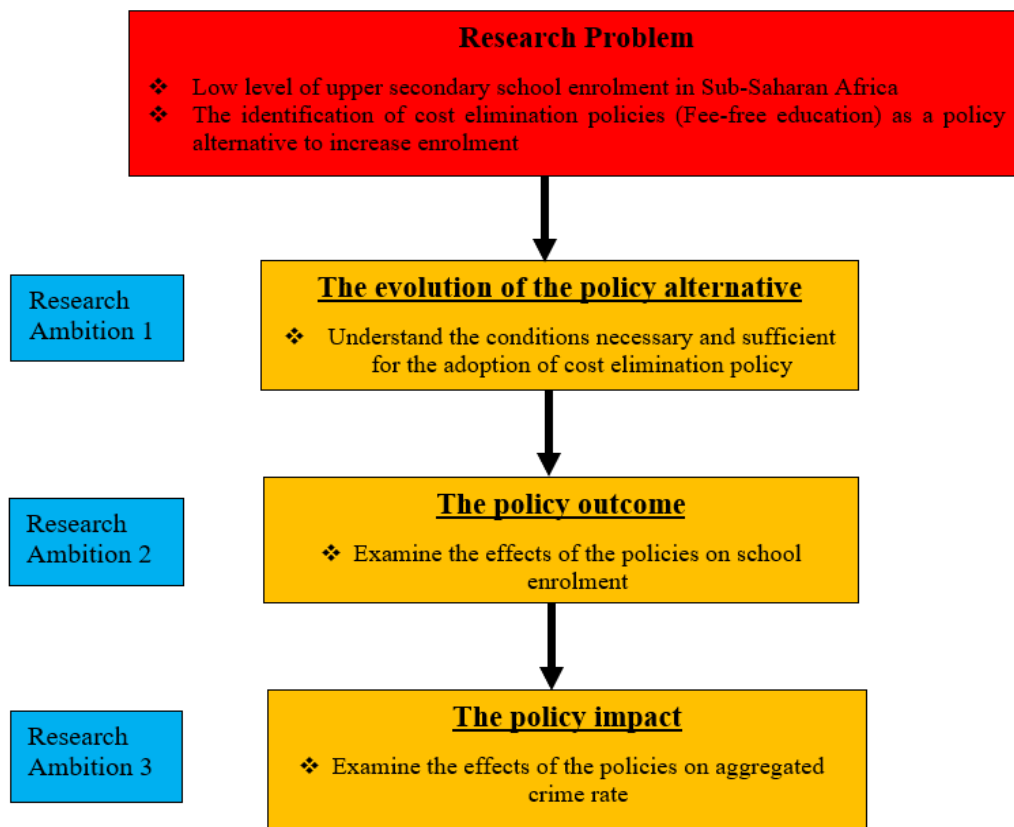 Research Problem
❖ Low level of upper secondary school enrolment in Sub-Saharan Africa
❖ The identification of cost elimination policies (Fee-free education) as a policy
alternative to increase enrolment
Research
Ambition 1
The evolution of the policy alternative
❖ Understand the conditions necessary and sufficient
for the adoption of cost elimination policy
Research
Ambition 2
The policy outcome
❖ Examine the effects of the policies on school
enrolment
Research
Ambition 3
The policy impact
❖ Examine the effects of the policies on aggregated
crime rate